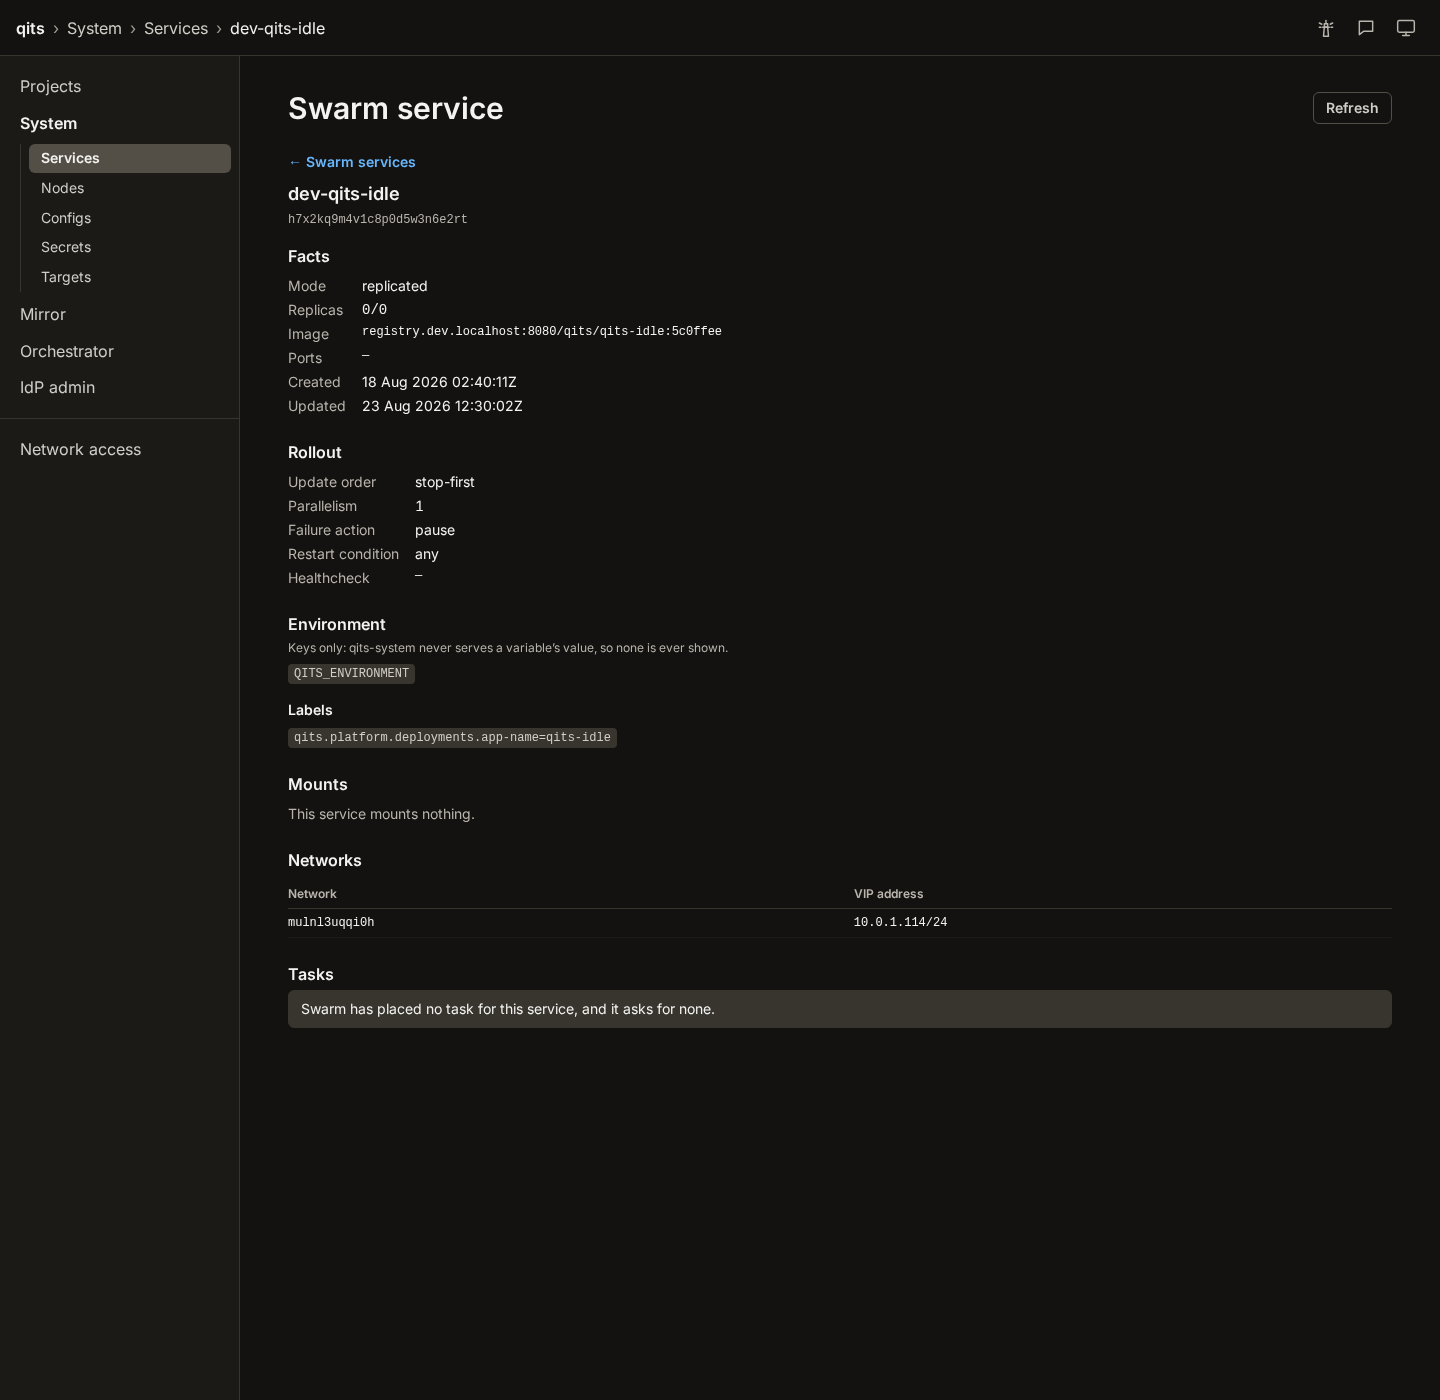 qits › System › Services › dev-qits-idle
Projects
System
Services
Nodes
Configs
Secrets
Targets
Mirror
Orchestrator
IdP admin
Network access
Swarm service
Refresh
← Swarm services
dev-qits-idle
h7x2kq9m4v1c8p0d5w3n6e2rt
Facts
Mode replicated
Replicas 0/0
Image registry.dev.localhost:8080/qits/qits-idle:5c0ffee
Ports –
Created 18 Aug 2026 02:40:11Z
Updated 23 Aug 2026 12:30:02Z
Rollout
Update order stop-first
Parallelism 1
Failure action pause
Restart condition any
Healthcheck –
Environment
Keys only: qits-system never serves a variable’s value, so none is ever shown.
QITS_ENVIRONMENT
Labels
qits.platform.deployments.app-name=qits-idle
Mounts
This service mounts nothing.
Networks
Network VIP address
mulnl3uqqi0h 10.0.1.114/24
Tasks
Swarm has placed no task for this service, and it asks for none.